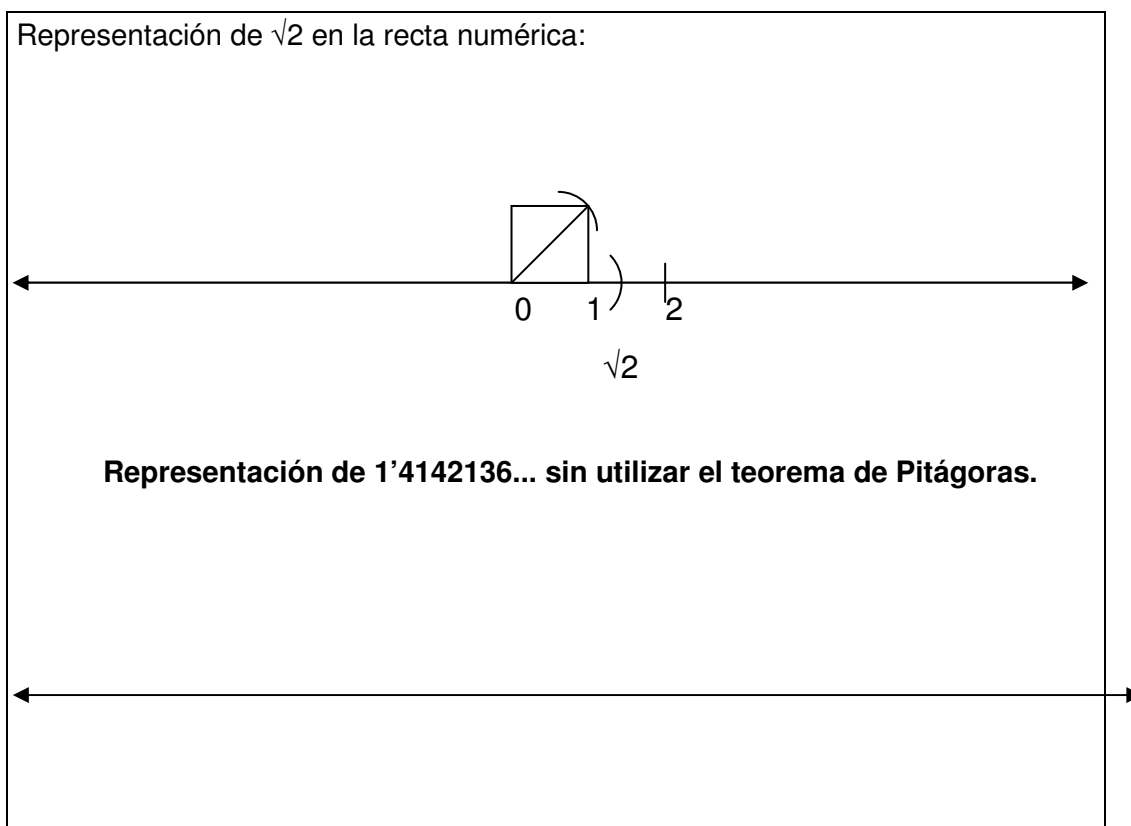 Representación de √2 en la recta numérica:
0 1 2
√2
Representación de 1’4142136... sin utilizar el teorema de Pitágoras.